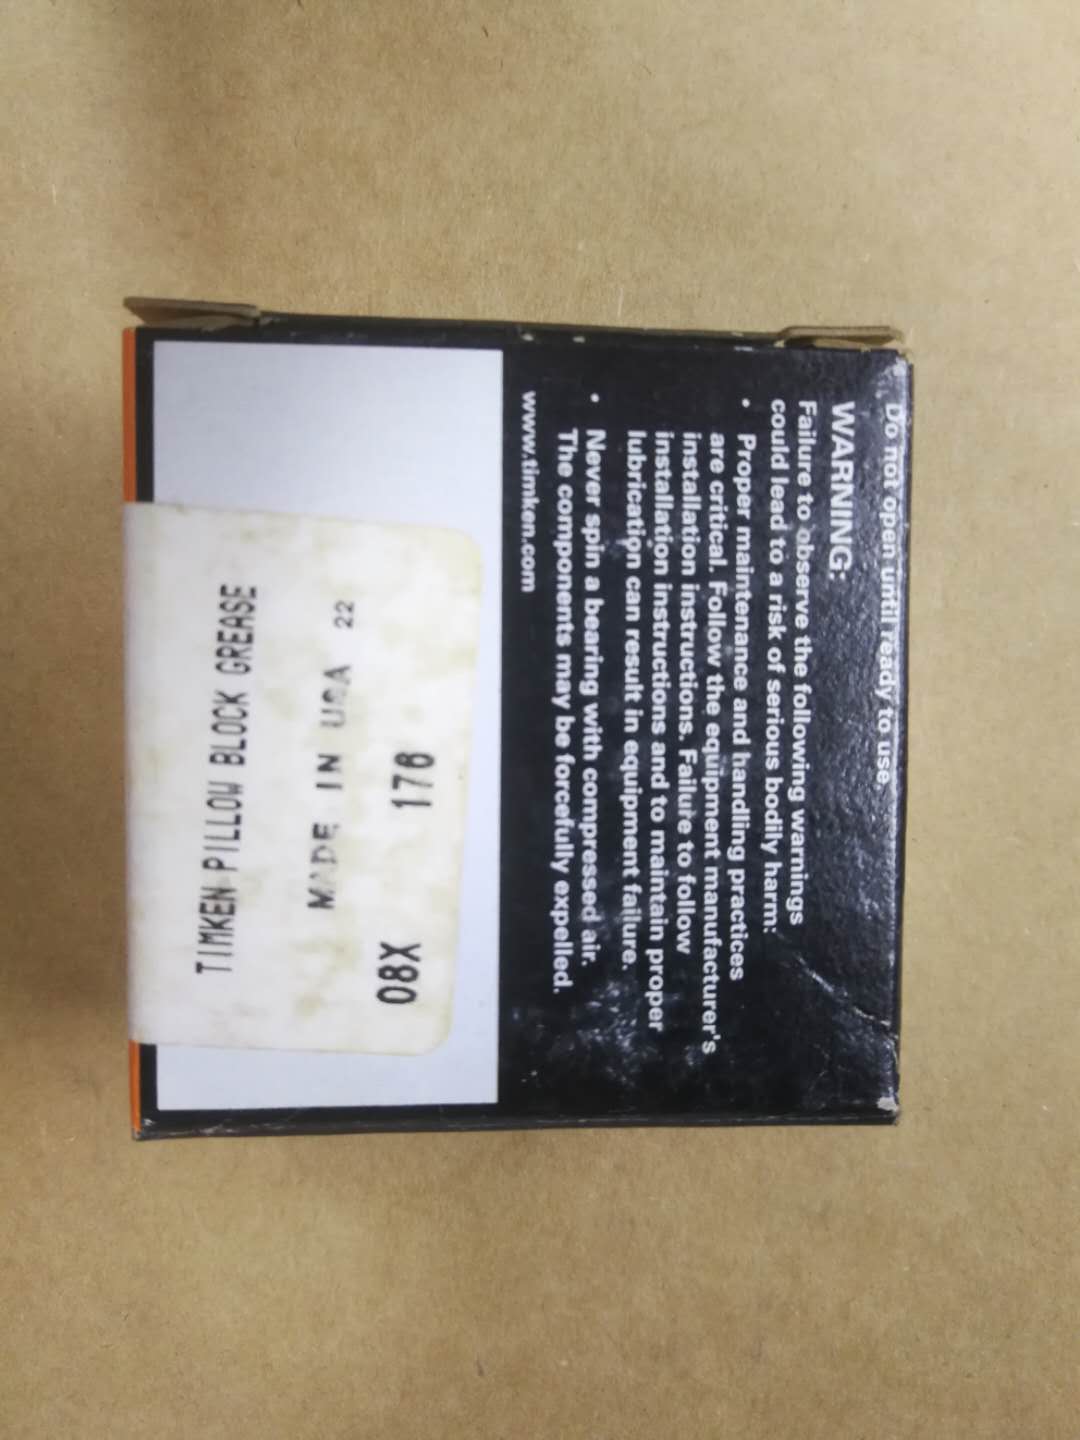 Do not open until ready to use
WARNING:
Failure to observe the following warnings
could lead to a risk of serious bodily harm:
• Proper maintenance and handling practices
are critical. Follow the equipment manufacturer's
installation instructions. Failure to follow
installation instructions and to maintain proper
lubrication can result in equipment failure.
• Never spin a bearing with compressed air.
The components may be forcefully expelled.
www.timken.com
TIMKEN PILLOW BLOCK GREASE
MADE IN USA 22
08X 176